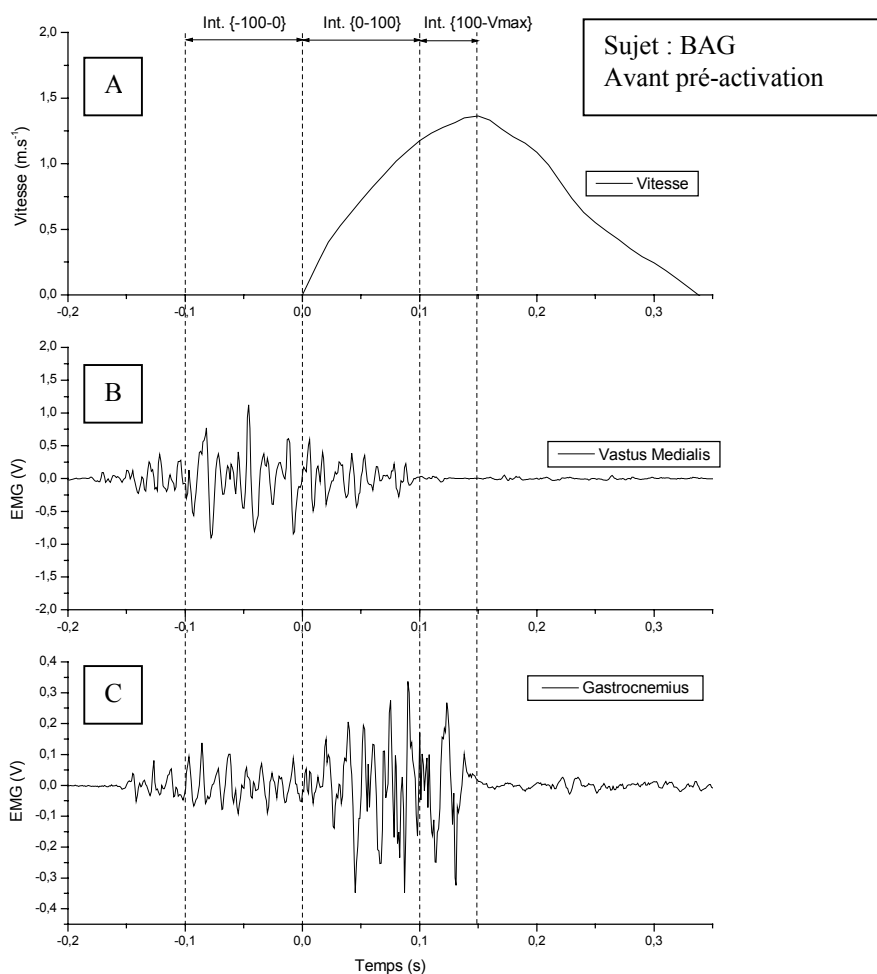 Int. {-100-0} Int. {0-100} Int. {100-Vmax}
Sujet : BAG
Avant pré-activation
A
Vitesse (m.s-1)
2,0
1,5
1,0
0,5
0,0
Vitesse
-0,2 -0,1 0,0 0,1 0,2 0,3
B
EMG (V)
2,0
1,5
1,0
0,5
0,0
-0,5
-1,0
-1,5
-2,0
Vastus Medialis
-0,2 -0,1 0,0 0,1 0,2 0,3
C
EMG (V)
0,4
0,3
0,2
0,1
0,0
-0,1
-0,2
-0,3
-0,4
Gastrocnemius
-0,2 -0,1 0,0 0,1 0,2 0,3
Temps (s)